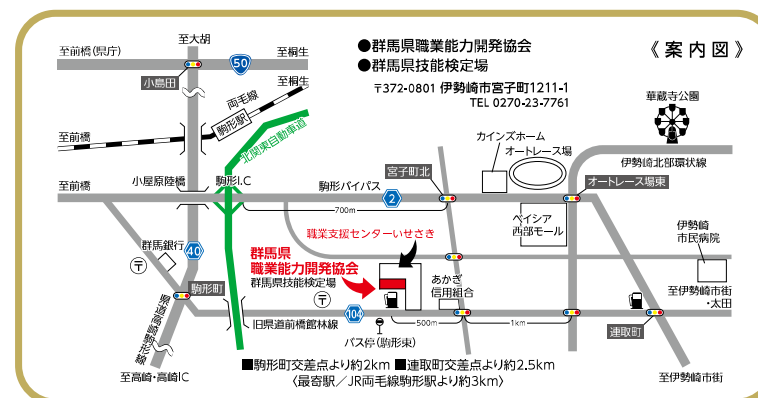 至大胡
至前橋(県庁)
至桐生
50
小島田
至桐生
両毛線
駒形駅
至前橋
北関東自動車道
●群馬県職業能力開発協会
●群馬県技能検定場
〒372-0801 伊勢崎市宮子町1211-1
TEL 0270-23-7761
《案内図》
華蔵寺公園
カインズホーム
オートレース場
伊勢崎北部環状線
小屋原陸橋
駒形I.C
駒形バイパス
宮子町北
オートレース場東
至前橋
2
700m
ベイシア
西部モール
伊勢崎
市民病院
職業支援センターいせさき
群馬銀行
40
群馬県
職業能力開発協会
群馬県技能検定場
〒
〒
駒形町
あかぎ
信用組合
至伊勢崎市街
・太田
104
旧県道前橋館林線
500m
1km
連取町
バス停(駒形東)
県道高崎駒形線
■駒形町交差点より約2km ■連取町交差点より約2.5km
〈最寄駅/JR両毛線駒形駅より約3km〉
至高崎・高崎IC
至伊勢崎市街